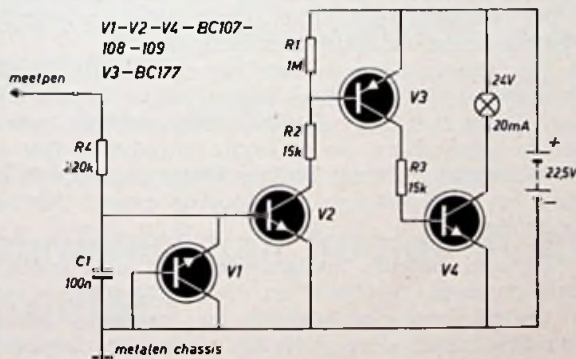 V1-V2-V4-BC107-
108-109
V3-BC177
meetpen
R4
220k
C1
100n
V1
V2
R1
1M
R2
15k
V3
R3
15k
V4
24V
20mA
+
22,5V
-
metalen chassis